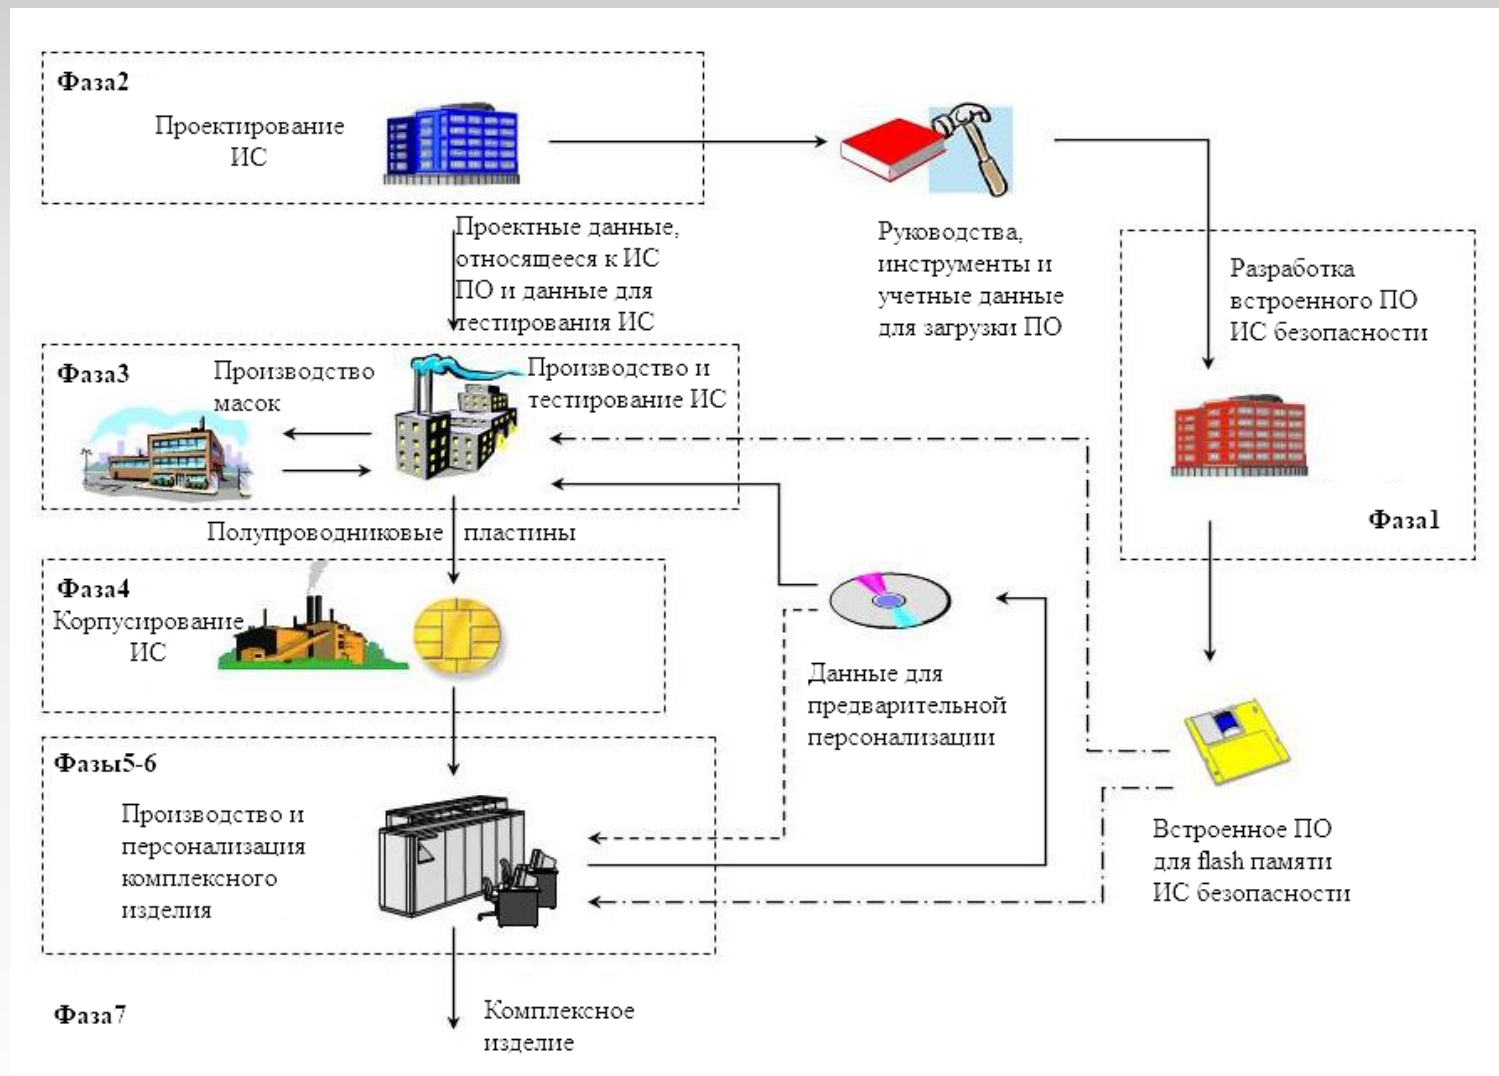 Фаза2
Проектирование
ИС
Проектные данные,
относящееся к ИС
ПО и данные для
тестирования ИС
Руководства,
инструменты и
учетные данные
для загрузки ПО
Разработка
встроенного ПО
ИС безопасности
Фаза1
Фаза3
Производство
масок
Производство и
тестирование ИС
Полупроводниковые пластины
Фаза4
Корпусирование
ИС
Данные для
предварительной
персонализации
Фазы5-6
Производство и
персонализация
комплексного
изделия
Встроенное ПО
для flash памяти
ИС безопасности
Фаза7
Комплексное
изделие